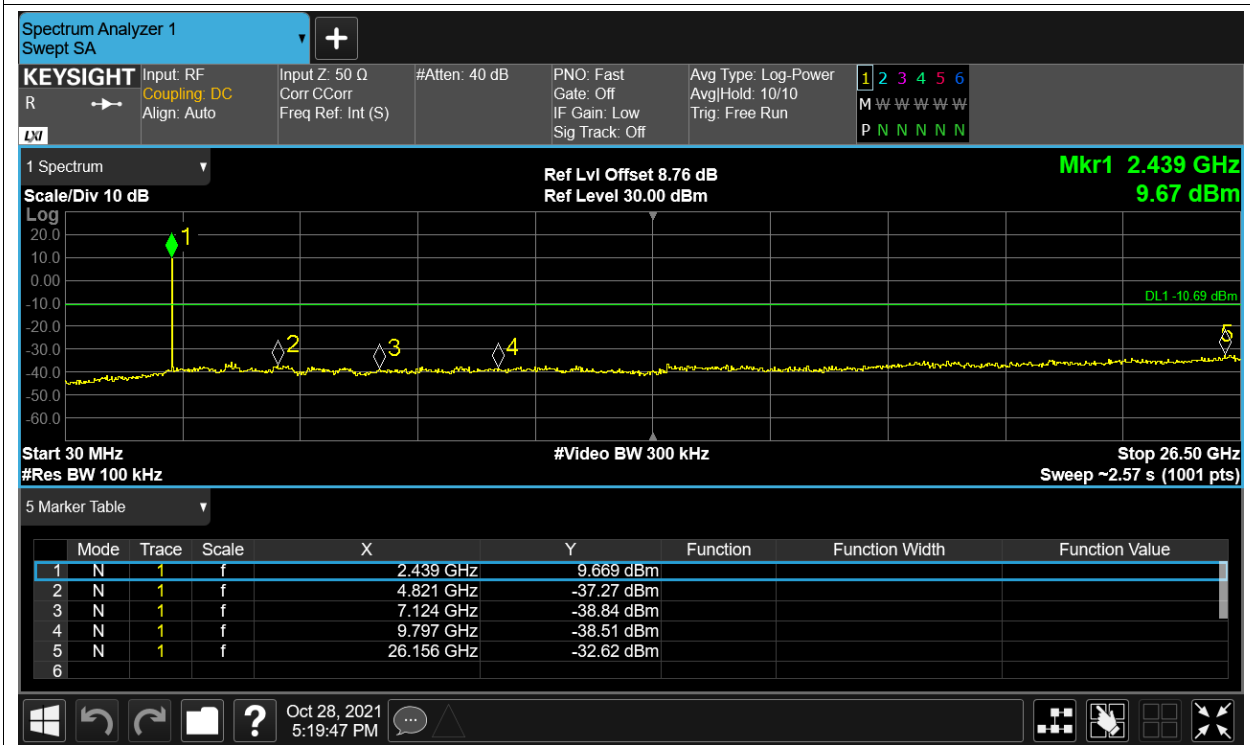 Spectrum Analyzer 1
Swept SA
KEYSIGHT
R
LXI
Input: RF
Coupling: DC
Align: Auto
Input Z: 50 Ω
Corr CCorr
Freq Ref: Int (S)
#Atten: 40 dB
PNO: Fast
Gate: Off
IF Gain: Low
Sig Track: Off
Avg Type: Log-Power
Avg|Hold: 10/10
Trig: Free Run
1 2 3 4 5 6
M W W W W W
P N N N N N
1 Spectrum
Scale/Div 10 dB
Ref Lvl Offset 8.76 dB
Ref Level 30.00 dBm
Mkr1 2.439 GHz
9.67 dBm
Log
20.0
10.0
0.00
-10.0
-20.0
-30.0
-40.0
-50.0
-60.0
1
2
3
4
5
DL1 -10.69 dBm
Start 30 MHz
#Res BW 100 kHz
#Video BW 300 kHz
Stop 26.50 GHz
Sweep ~2.57 s (1001 pts)
5 Marker Table
Mode Trace Scale X Y Function Function Width Function Value
1 N 1 f 2.439 GHz 9.669 dBm
2 N 1 f 4.821 GHz -37.27 dBm
3 N 1 f 7.124 GHz -38.84 dBm
4 N 1 f 9.797 GHz -38.51 dBm
5 N 1 f 26.156 GHz -32.62 dBm
6
?
Oct 28, 2021
5:19:47 PM